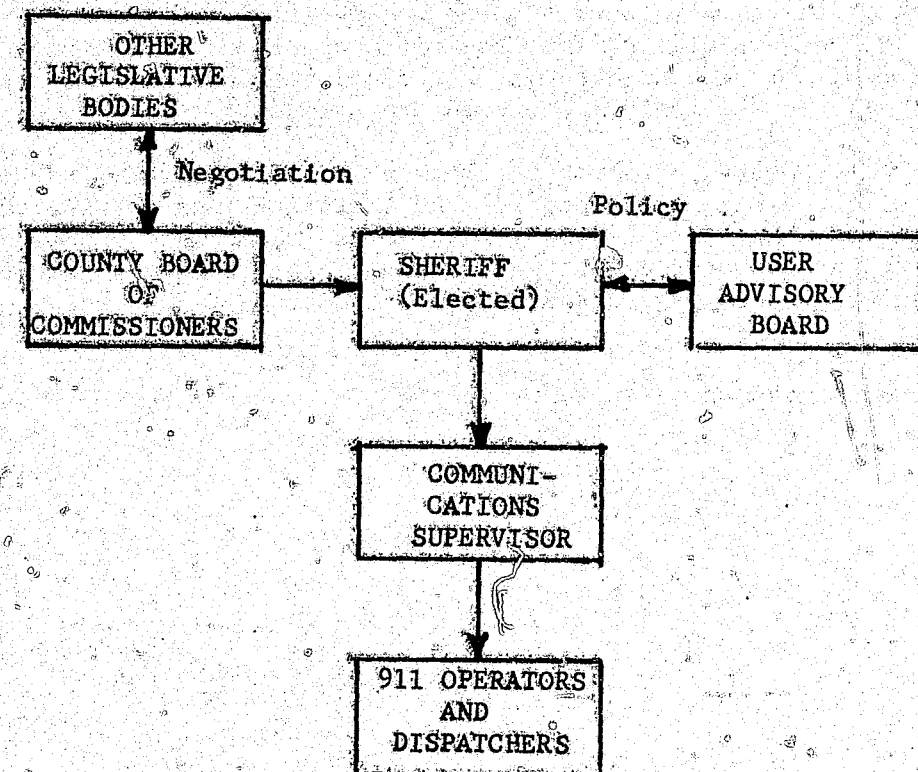 OTHER
LEGISLATIVE
BODIES
Negotiation
Policy
COUNTY BOARD
OF
COMMISSIONERS
SHERIFF
(Elected)
USER
ADVISORY
BOARD
COMMUNI-
CATIONS
SUPERVISOR
911 OPERATORS
AND
DISPATCHERS